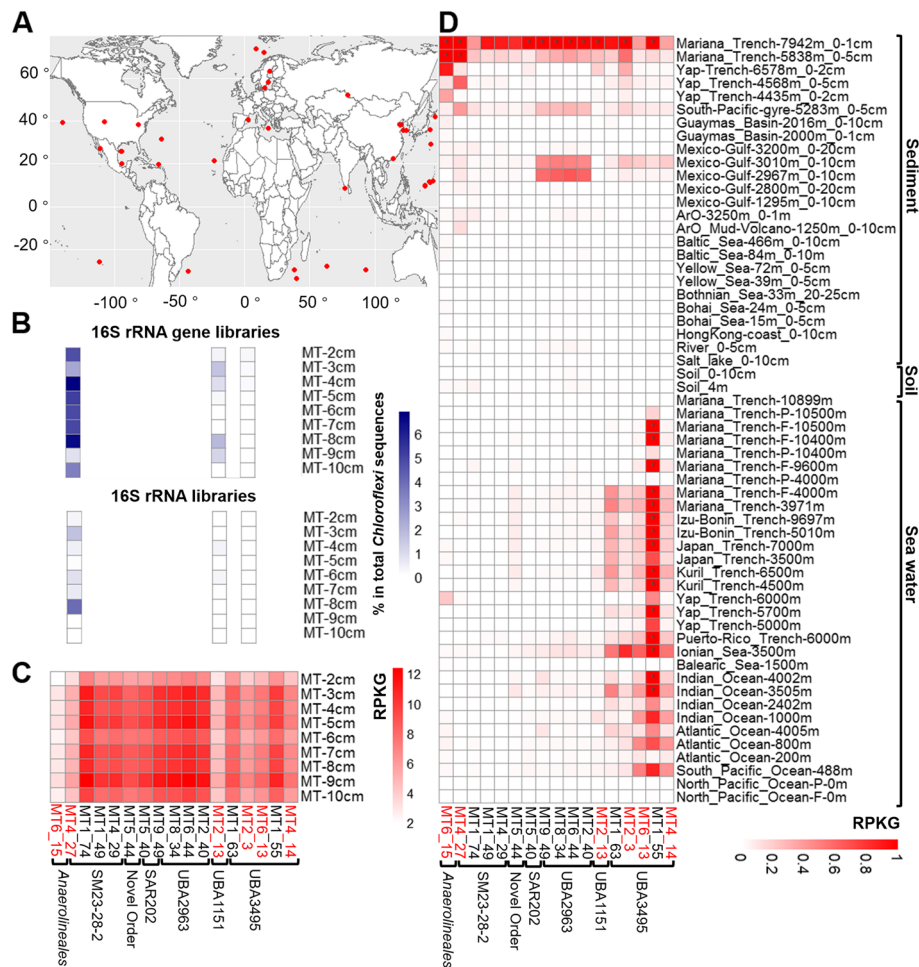 A
60 °
40 °
20 °
0 °
-20 °
-100 °
-50 °
0 °
50 °
100 °
B
16S rRNA gene libraries
MT-2cm
MT-3cm
MT-4cm
MT-5cm
MT-6cm
MT-7cm
MT-8cm
MT-9cm
MT-10cm
16S rRNA libraries
MT-2cm
MT-3cm
MT-4cm
MT-5cm
MT-6cm
MT-7cm
MT-8cm
MT-9cm
MT-10cm
% in total Chloroflexi sequences
6
5
4
3
2
1
0
C
MT-2cm
MT-3cm
MT-4cm
MT-5cm
MT-6cm
MT-7cm
MT-8cm
MT-9cm
MT-10cm
RPKG
12
10
8
6
4
2
MT6_15
MT4_27
MT1_74
MT1_49
MT4_29
MT5_44
MT5_40
MT9_49
MT8_34
MT6_44
MT2_40
MT2_13
MT1_63
MT2_3
MT6_13
MT1_55
MT4_14
Anaerolineales
SM23-28-2
Novel Order
SAR202
UBA2963
UBA1151
UBA3495
D
Mariana_Trench-7942m_0-1cm
Mariana_Trench-5838m_0-5cm
Yap-Trench-6578m_0-2cm
Yap_Trench-4568m_0-5cm
Yap_Trench-4435m_0-2cm
South-Pacific-gyre-5283m_0-5cm
Guaymas_Basin-2016m_0-10cm
Guaymas_Basin-2000m_0-1cm
Mexico-Gulf-3200m_0-20cm
Mexico-Gulf-3010m_0-10cm
Mexico-Gulf-2967m_0-10cm
Mexico-Gulf-2800m_0-20cm
Mexico-Gulf-1295m_0-10cm
ArO-3250m_0-1m
ArO_Mud-Volcano-1250m_0-10cm
Baltic_Sea-466m_0-10cm
Baltic_Sea-84m_0-10m
Yellow_Sea-72m_0-5cm
Yellow_Sea-39m_0-5cm
Bothnian_Sea-33m_20-25cm
Bohai_Sea-24m_0-5cm
Bohai_Sea-15m_0-5cm
HongKong-coast_0-10cm
River_0-5cm
Salt_lake_0-10cm
Soil_0-10cm
Soil_4m
Mariana_Trench-10899m
Mariana_Trench-P-10500m
Mariana_Trench-F-10500m
Mariana_Trench-F-10400m
Mariana_Trench-P-10400m
Mariana_Trench-F-9600m
Mariana_Trench-P-4000m
Mariana_Trench-F-4000m
Mariana_Trench-3971m
Izu-Bonin_Trench-9697m
Izu-Bonin_Trench-5010m
Japan_Trench-7000m
Japan_Trench-3500m
Kuril_Trench-6500m
Kuril_Trench-4500m
Yap_Trench-6000m
Yap_Trench-5700m
Yap_Trench-5000m
Puerto-Rico_Trench-6000m
Ionian_Sea-3500m
Balearic_Sea-1500m
Indian_Ocean-4002m
Indian_Ocean-3505m
Indian_Ocean-2402m
Indian_Ocean-1000m
Atlantic_Ocean-4005m
Atlantic_Ocean-800m
Atlantic_Ocean-200m
South_Pacific_Ocean-488m
North_Pacific_Ocean-P-0m
North_Pacific_Ocean-F-0m
Sediment
Soil
Sea water
MT6_15
MT4_27
MT1_74
MT1_49
MT4_29
MT5_44
MT5_40
MT9_49
MT8_34
MT6_44
MT2_40
MT2_13
MT1_63
MT2_3
MT6_13
MT1_55
MT4_14
Anaerolineales
SM23-28-2
Novel Order
SAR202
UBA2963
UBA1151
UBA3495
RPKG
0
0.2
0.4
0.6
0.8
1